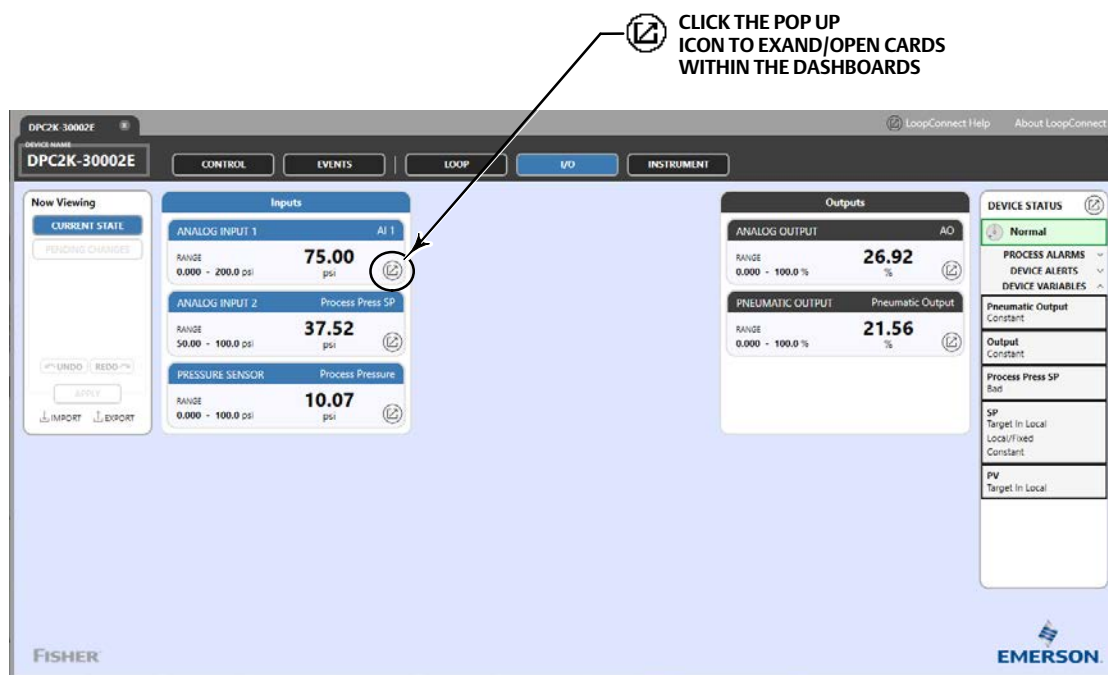 CLICK THE POP UP
ICON TO EXAND/OPEN CARDS
WITHIN THE DASHBOARDS
DPC2K-30002E x
LoopConnect Help About LoopConnect
DEVICE NAME
DPC2K-30002E
CONTROL EVENTS | LOOP I/O INSTRUMENT
Now Viewing
CURRENT STATE
PENDING CHANGES
UNDO REDO
APPLY
IMPORT EXPORT
Inputs
ANALOG INPUT 1 AI 1
RANGE
0.000 - 200.0 psi
75.00
psi
ANALOG INPUT 2 Process Press SP
RANGE
50.00 - 100.0 psi
37.52
psi
PRESSURE SENSOR Process Pressure
RANGE
0.000 - 100.0 psi
10.07
psi
Outputs
ANALOG OUTPUT AO
RANGE
0.000 - 100.0 %
26.92
%
PNEUMATIC OUTPUT Pneumatic Output
RANGE
0.000 - 100.0 %
21.56
%
DEVICE STATUS
Normal
PROCESS ALARMS
DEVICE ALERTS
DEVICE VARIABLES
Pneumatic Output
Constant
Output
Constant
Process Press SP
Bad
SP
Target In Local
Local/Fixed
Constant
PV
Target In Local
FISHER
EMERSON.